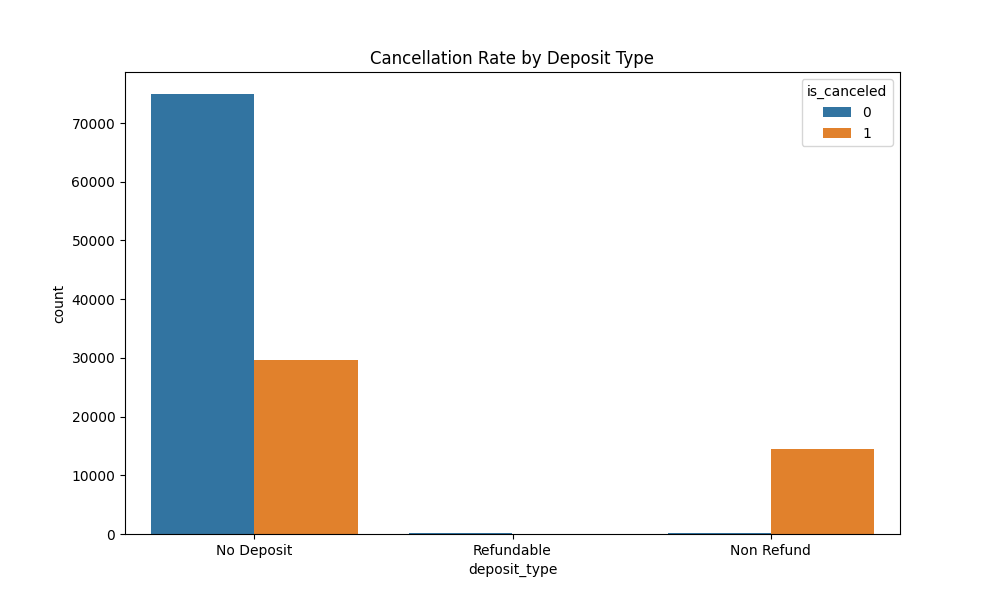 Cancellation Rate by Deposit Type
is_canceled
0
1
70000
60000
50000
40000
30000
20000
10000
0
count
No Deposit
Refundable
Non Refund
deposit_type